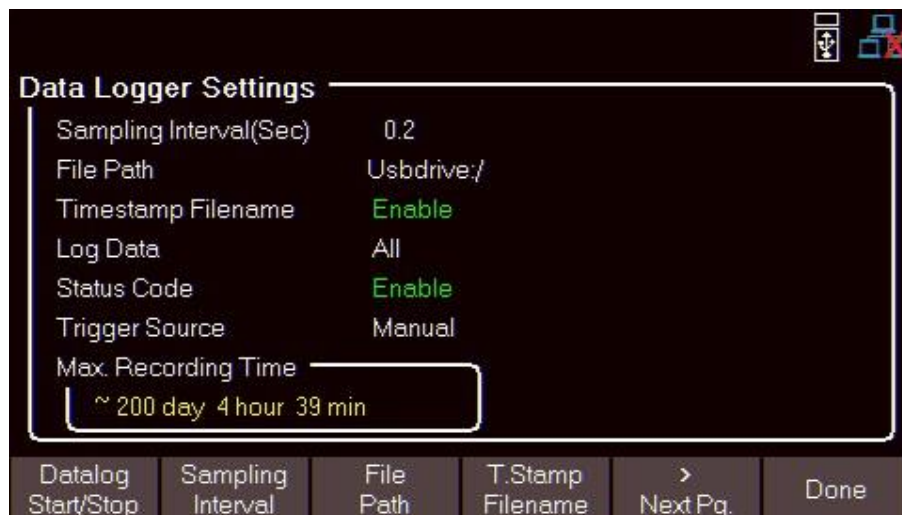 Data Logger Settings
Sampling Interval(Sec) 0.2
File Path Usbdrive:/
Timestamp Filename Enable
Log Data All
Status Code Enable
Trigger Source Manual
Max. Recording Time
~ 200 day 4 hour 39 min
Datalog Sampling File T.Stamp > Done
Start/Stop Interval Path Filename Next Pg.